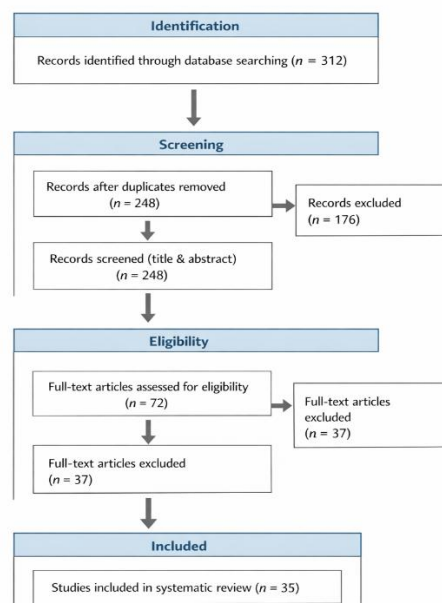 Identification
Records identified through database searching (n = 312)
Screening
Records after duplicates removed
(n = 248)
Records excluded
(n = 176)
Records screened (title & abstract)
(n = 248)
Eligibility
Full-text articles assessed for eligibility
(n = 72)
Full-text articles
excluded
(n = 37)
Full-text articles excluded
(n = 37)
Included
Studies included in systematic review (n = 35)